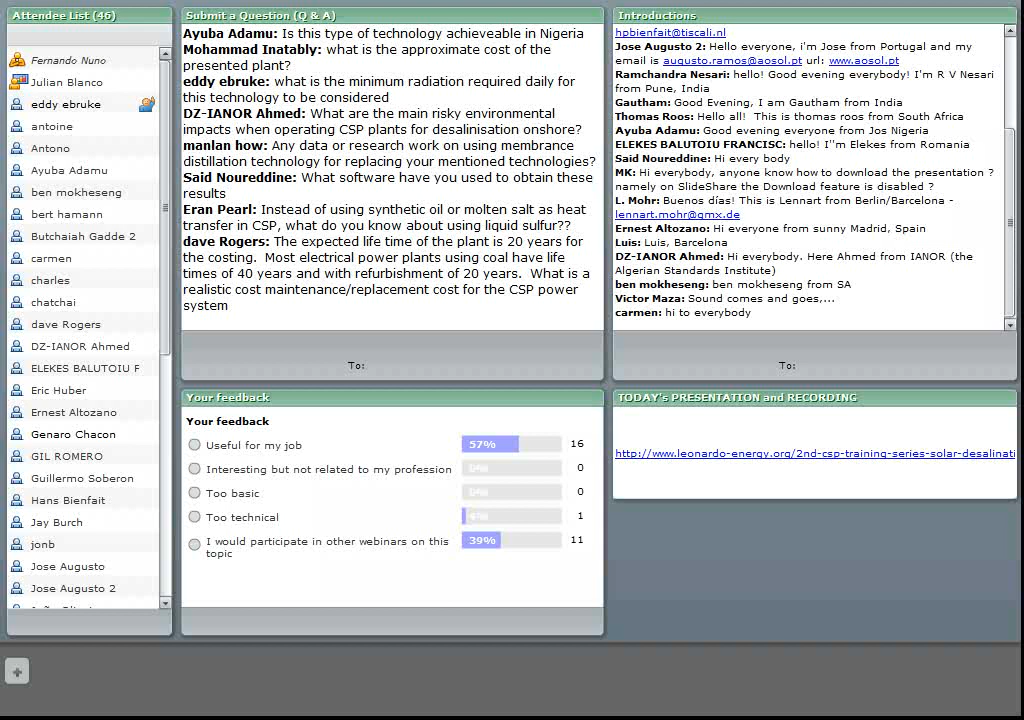 Attendee List (46)
Fernando Nuno
Julian Blanco
eddy ebruke
antoine
Antono
Ayuba Adamu
ben mokheseng
bert hamann
Butchaiah Gadde 2
carmen
charles
chatchai
dave Rogers
DZ-IANOR Ahmed
ELEKES BALUTOIU F
Eric Huber
Ernest Altozano
Genaro Chacon
GIL ROMERO
Guillermo Soberon
Hans Bienfait
Jay Burch
jonb
Jose Augusto
Jose Augusto 2
Submit a Question (Q & A)
Ayuba Adamu: Is this type of technology achieveable in Nigeria
Mohammad Inatably: what is the approximate cost of the
presented plant?
eddy ebruke: what is the minimum radiation required daily for
this technology to be considered
DZ-IANOR Ahmed: What are the main risky environmental
impacts when operating CSP plants for desalinisation onshore?
manlan how: Any data or research work on using membrance
distillation technology for replacing your mentioned technologies?
Said Noureddine: What software have you used to obtain these
results
Eran Pearl: Instead of using synthetic oil or molten salt as heat
transfer in CSP, what do you know about using liquid sulfur??
dave Rogers: The expected life time of the plant is 20 years for
the costing. Most electrical power plants using coal have life
times of 40 years and with refurbishment of 20 years. What is a
realistic cost maintenance/replacement cost for the CSP power
system
To:
Introductions
hpbienfait@tiscali.nl
Jose Augusto 2: Hello everyone, i'm Jose from Portugal and my
email is augusto.ramos@aosol.pt url: www.aosol.pt
Ramchandra Nesari: hello! Good evening everybody! I'm R V Nesari
from Pune, India
Gautham: Good Evening, I am Gautham from India
Thomas Roos: Hello all! This is thomas roos from South Africa
Ayuba Adamu: Good evening everyone from Jos Nigeria
ELEKES BALUTOIU FRANCISC: hello! I''m Elekes from Romania
Said Noureddine: Hi every body
MK: Hi everybody, anyone know how to download the presentation ?
namely on SlideShare the Download feature is disabled ?
L. Mohr: Buenos días! This is Lennart from Berlin/Becelona -
lennart.mohr@gmx.de
Ernest Altozano: Hi everyone from sunny Madrid, Spain
Luis: Luis, Barcelona
DZ-IANOR Ahmed: Hi everybody. Here Ahmed from IANOR (the
Algerian Standards Institute)
ben mokheseng: ben mokheseng from SA
Victor Maza: Sound comes and goes,...
carmen: hi to everybody
To:
Your feedback
Your feedback
Useful for my job 57% 16
Interesting but not related to my profession 0% 0
Too basic 0% 0
Too technical 4% 1
I would participate in other webinars on this 39% 11
topic
TODAY's PRESENTATION and RECORDING
http://www.leonardo-energy.org/2nd-csp-training-series-solar-desalinati